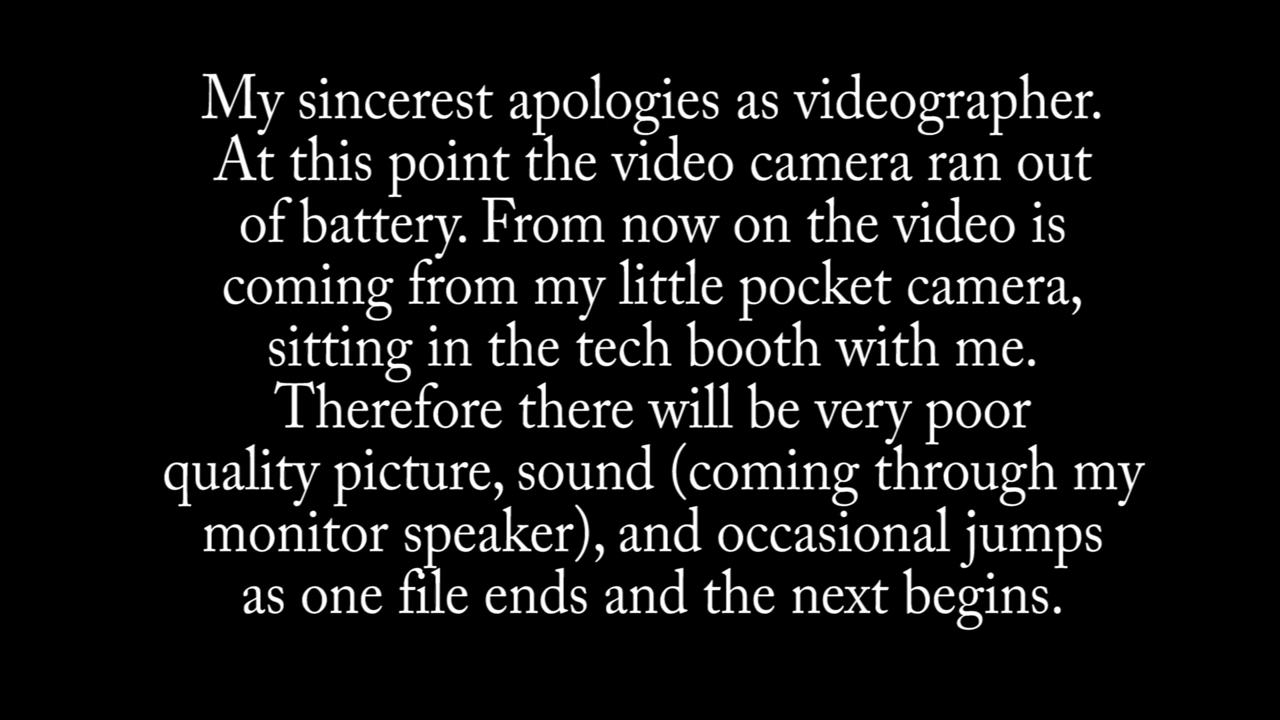 My sincerest apologies as videographer.
At this point the video camera ran out
of battery. From now on the video is
coming from my little pocket camera,
sitting in the tech booth with me.
Therefore there will be very poor
quality picture, sound (coming through my
monitor speaker), and occasional jumps
as one file ends and the next begins.